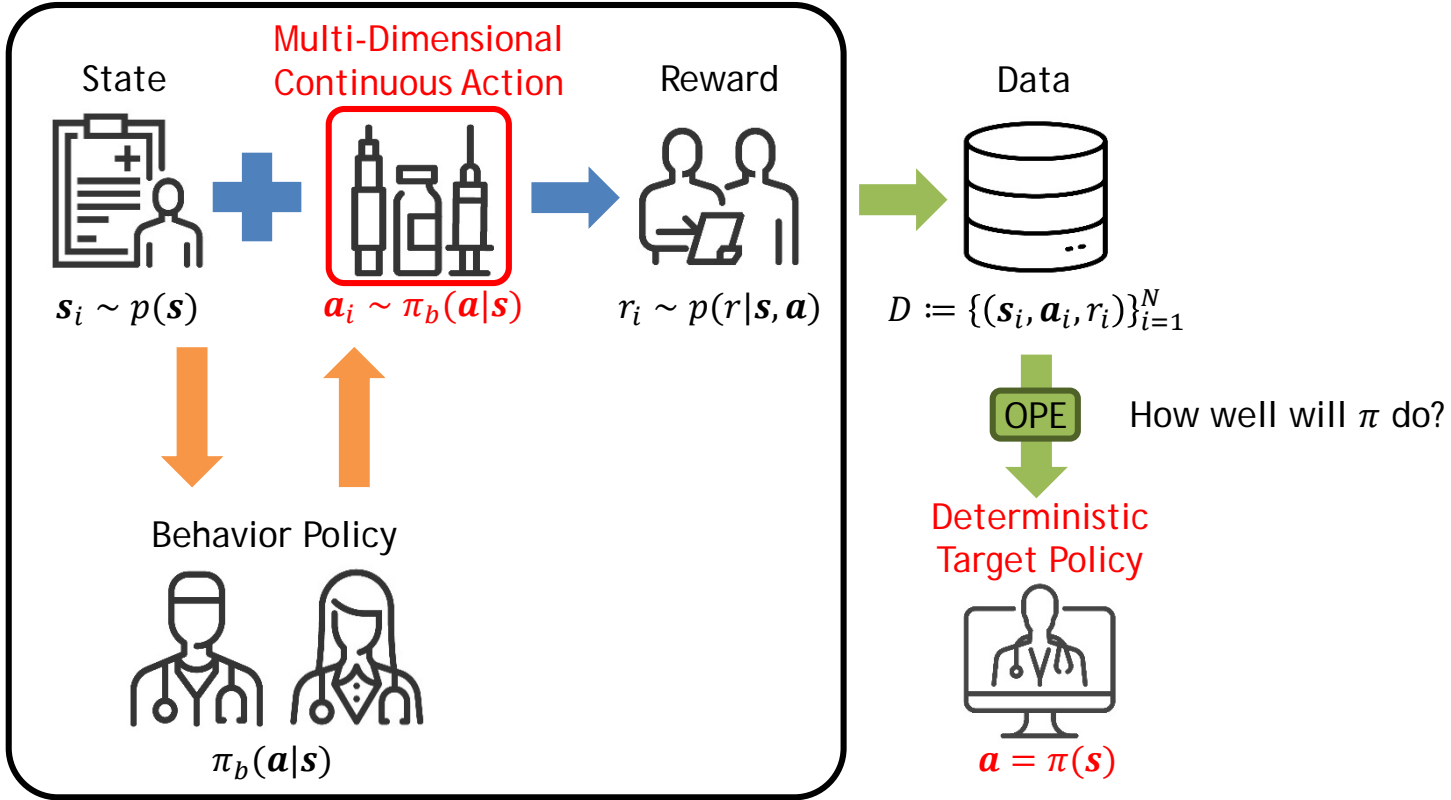 State
Multi-Dimensional
Continuous Action
Reward
Data
𝒔ᵢ ~ p(𝒔)
𝒂ᵢ ~ π_b(𝒂|𝒔)
rᵢ ~ p(r|𝒔, 𝒂)
D ≔ {(𝒔ᵢ, 𝒂ᵢ, rᵢ)}ᵢ₌₁ᴺ
OPE
How well will π do?
Behavior Policy
π_b(𝒂|𝒔)
Deterministic
Target Policy
𝒂 = π(𝒔)